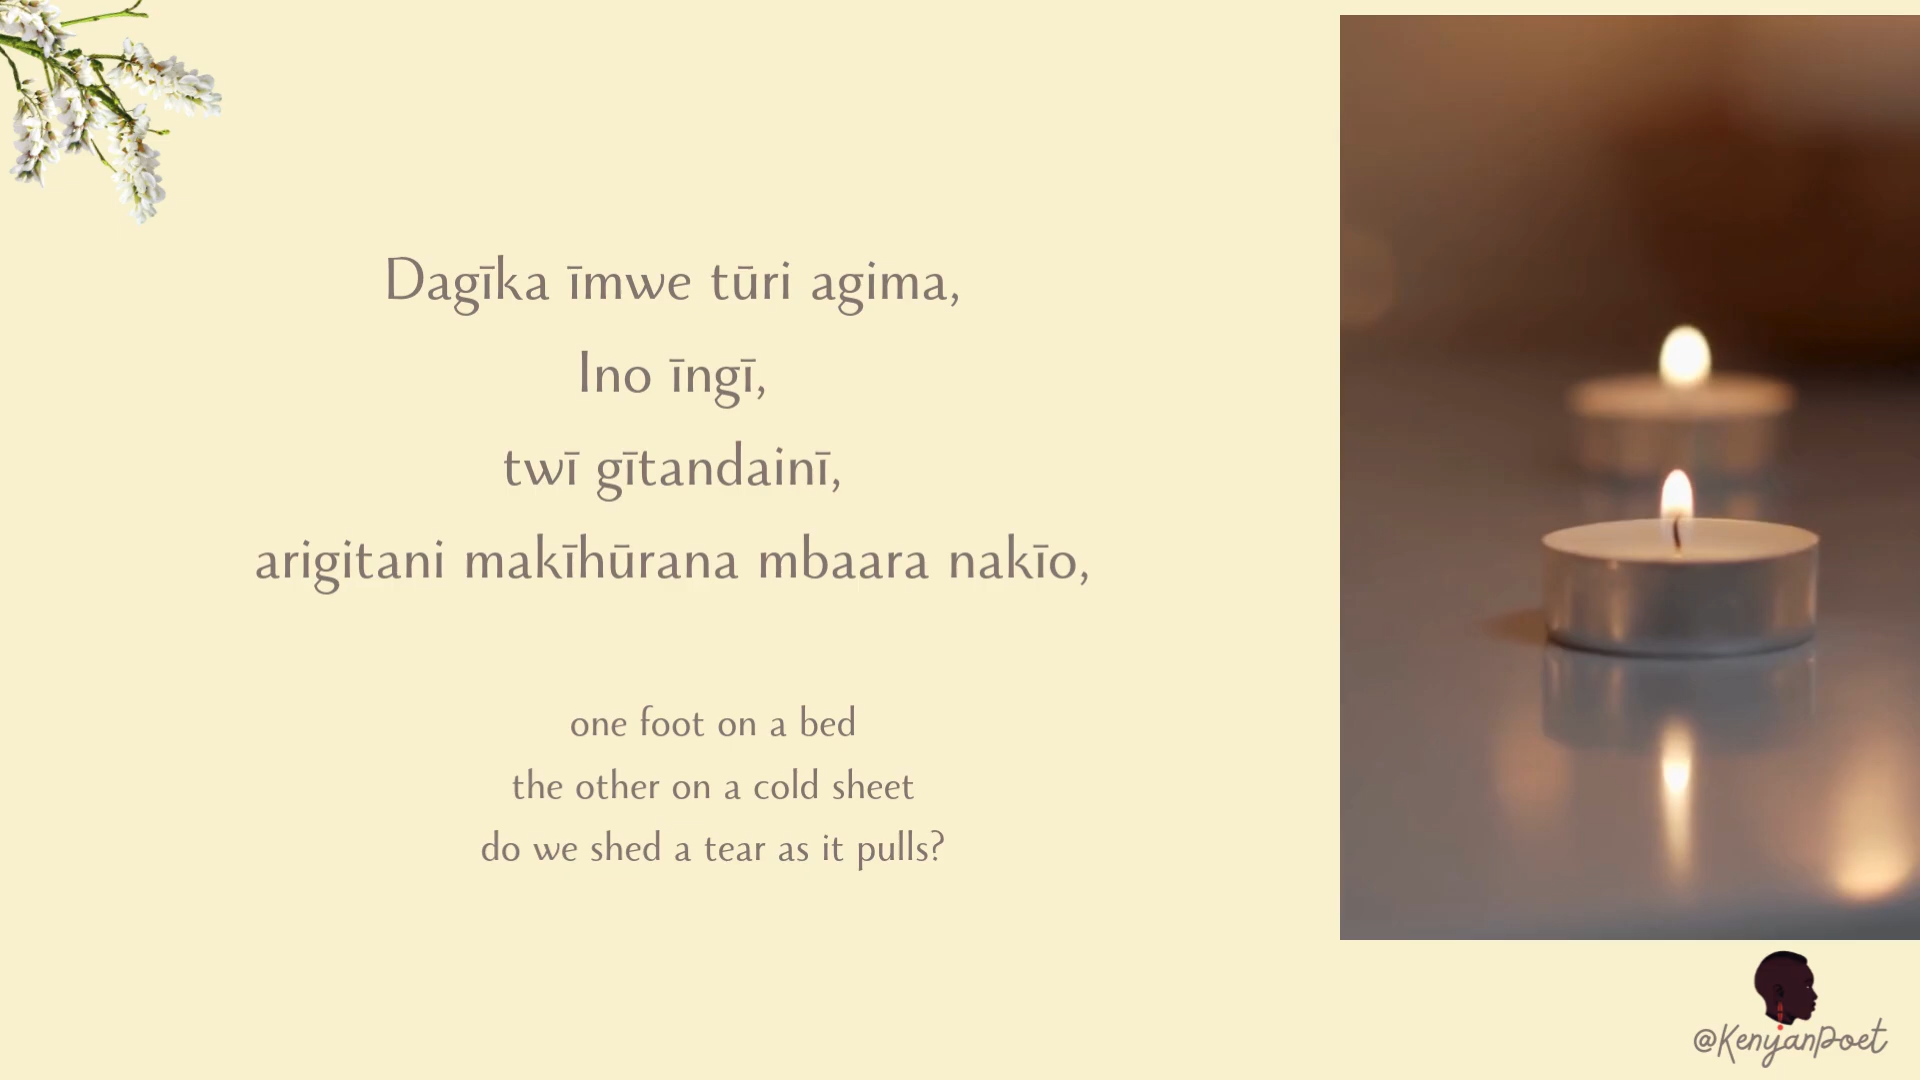 Dagīka īmwe tūri agima,
Ino īngī,
twī gītandainī,
arigitani makīhūrana mbaara nakīo,
one foot on a bed
the other on a cold sheet
do we shed a tear as it pulls?
@KenyanPoet